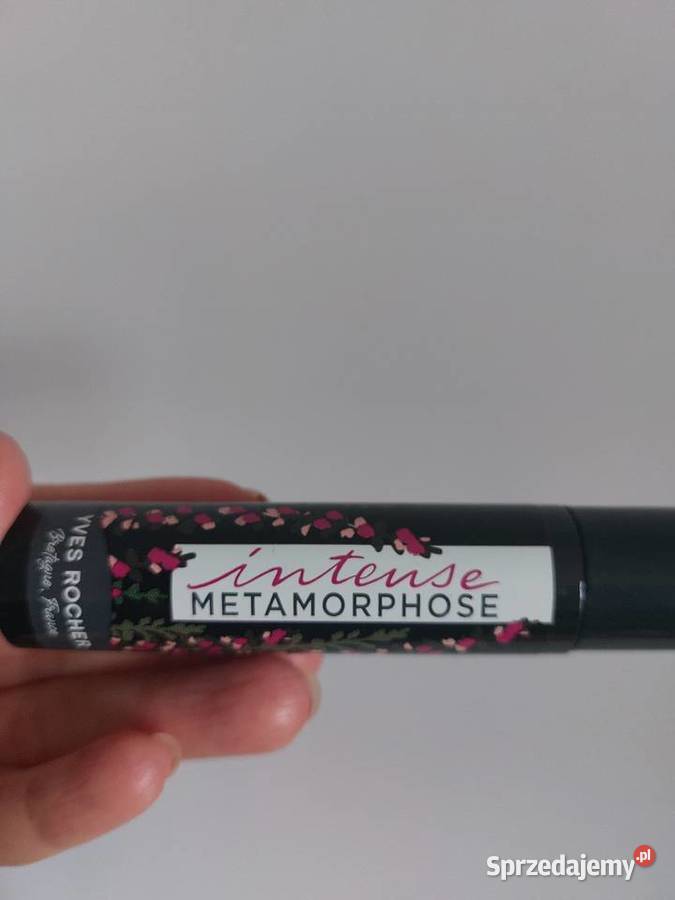 YVES ROCHER
Bretagne, France
intense
METAMORPHOSE
Sprzedajemy.pl